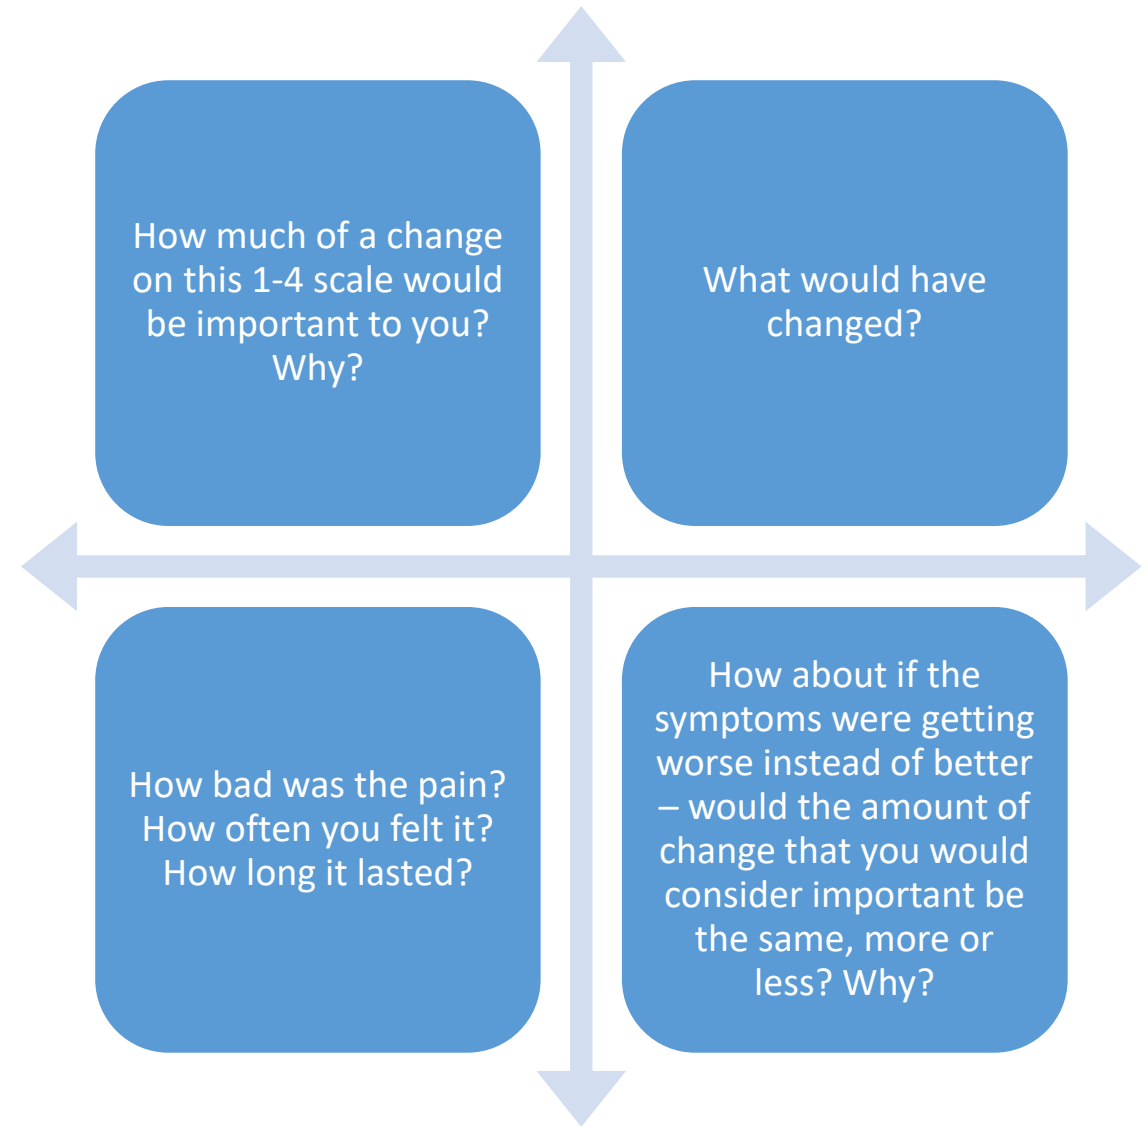 How much of a change
on this 1-4 scale would
be important to you?
Why?
What would have
changed?
How bad was the pain?
How often you felt it?
How long it lasted?
How about if the
symptoms were getting
worse instead of better
– would the amount of
change that you would
consider important be
the same, more or
less? Why?